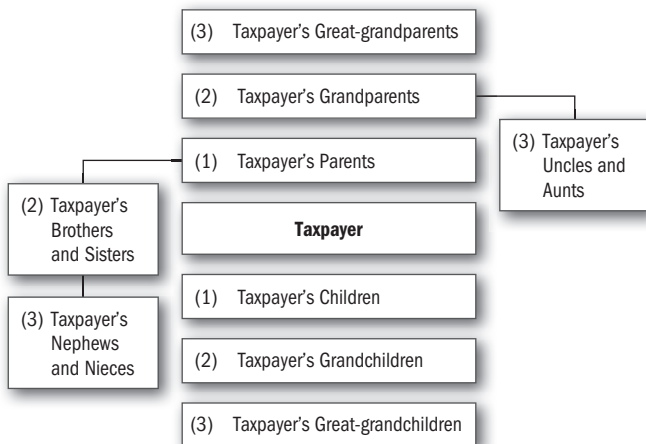 (3) Taxpayer's Great-grandparents
(2) Taxpayer's Grandparents
(3) Taxpayer's
Uncles and
Aunts
(1) Taxpayer's Parents
(2) Taxpayer's
Brothers
and Sisters
Taxpayer
(1) Taxpayer's Children
(3) Taxpayer's
Nephews
and Nieces
(2) Taxpayer's Grandchildren
(3) Taxpayer's Great-grandchildren